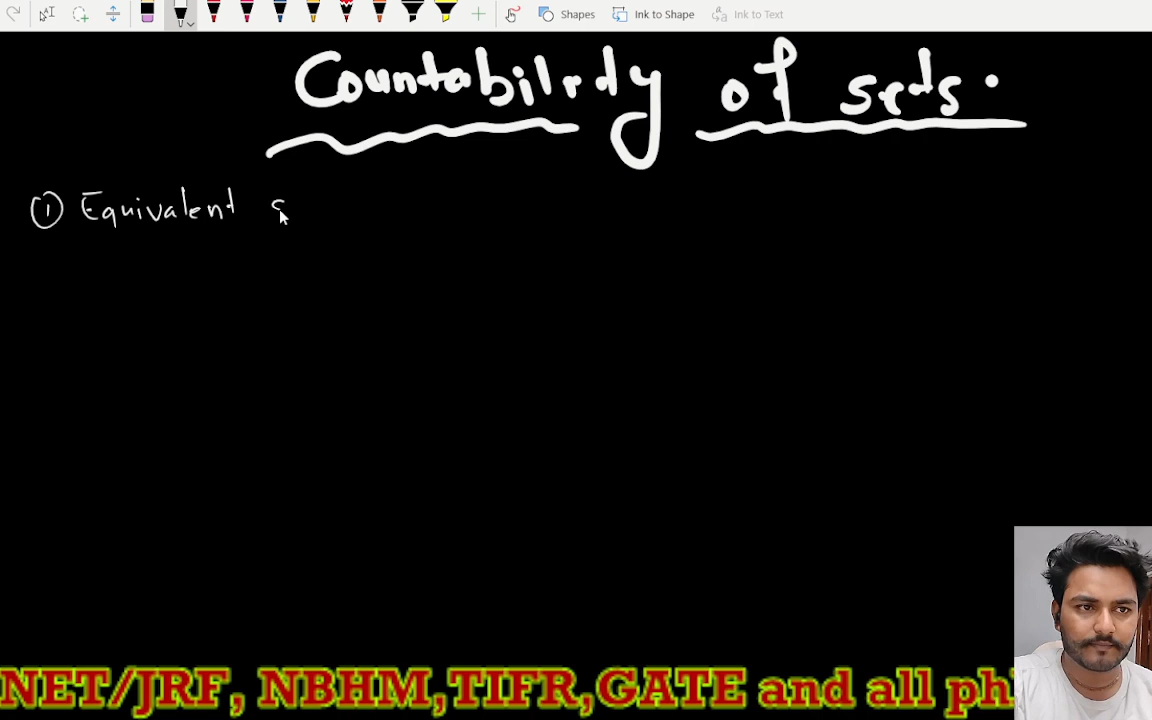 Shapes Ink to Shape Ink to Text
Countability of sets.
① Equivalent s
NET/JRF, NBHM,TIFR,GATE and all ph